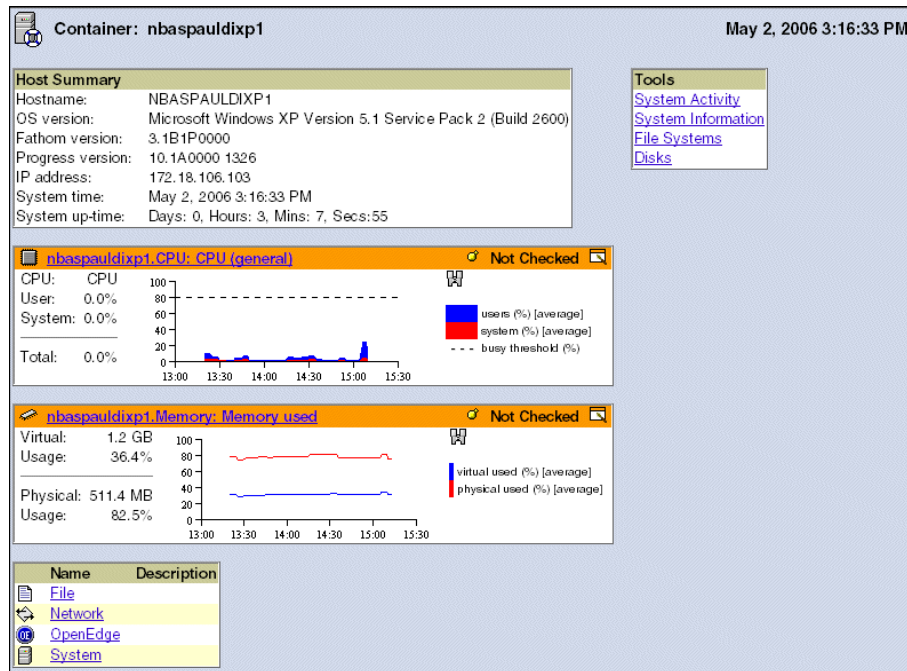 Container: nbaspauldixp1
May 2, 2006 3:16:33 PM
Host Summary
Hostname: NBASPAULDIXP1
OS version: Microsoft Windows XP Version 5.1 Service Pack 2 (Build 2600)
Fathom version: 3.1B1P0000
Progress version: 10.1A0000 1326
IP address: 172.18.106.103
System time: May 2, 2006 3:16:33 PM
System up-time: Days: 0, Hours: 3, Mins: 7, Secs:55
Tools
System Activity
System Information
File Systems
Disks
nbaspauldixp1.CPU: CPU (general) Not Checked
CPU: CPU
User: 0.0%
System: 0.0%
Total: 0.0%
100
80
60
40
20
0
13:00 13:30 14:00 14:30 15:00 15:30
users (%) [average]
system (%) [average]
busy threshold (%)
nbaspauldixp1.Memory: Memory used Not Checked
Virtual: 1.2 GB
Usage: 36.4%
Physical: 511.4 MB
Usage: 82.5%
100
80
60
40
20
0
13:00 13:30 14:00 14:30 15:00 15:30
virtual used (%) [average]
physical used (%) [average]
Name Description
File
Network
OE OpenEdge
System